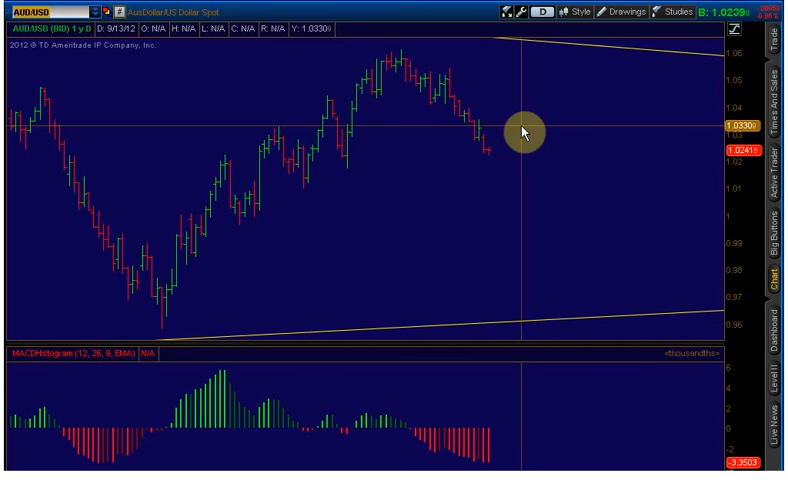 AUD/USD # AusDollar/US Dollar Spot D Style Drawings Studies B: 1.0239
AUD/USD (BID) 1 y D D: 9/13/12 O: N/A H: N/A L: N/A C: N/A R: N/A Y: 1.0330
2012 © TD Ameritrade IP Company, Inc.
1.06
1.05
1.04
1.0330
1.03
1.0241
1.02
1.01
1
0.99
0.98
0.97
0.96
MACDHistogram (12, 26, 9, EMA) N/A <thousandths>
6
4
2
0
-2
-3.3503
Trade
Times And Sales
Active Trader
Big Buttons
Chart
Dashboard
Level II
Live News